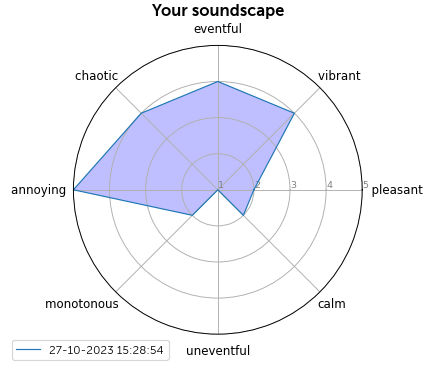 Your soundscape
eventful
chaotic
vibrant
annoying
1
2
3
4
5
pleasant
monotonous
calm
uneventful
27-10-2023 15:28:54